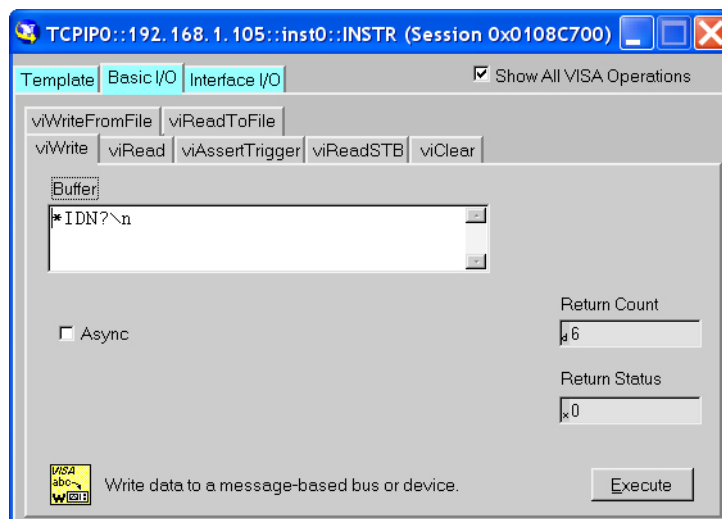 TCPIP0::192.168.1.105::inst0::INSTR (Session 0x0108C700)
Template Basic I/O Interface I/O Show All VISA Operations
viWriteFromFile viReadToFile
viWrite viRead viAssertTrigger viReadSTB viClear
Buffer
*IDN?\n
Return Count
d 6
Async
Return Status
x 0
VISA
abc
W
Write data to a message-based bus or device.
Execute